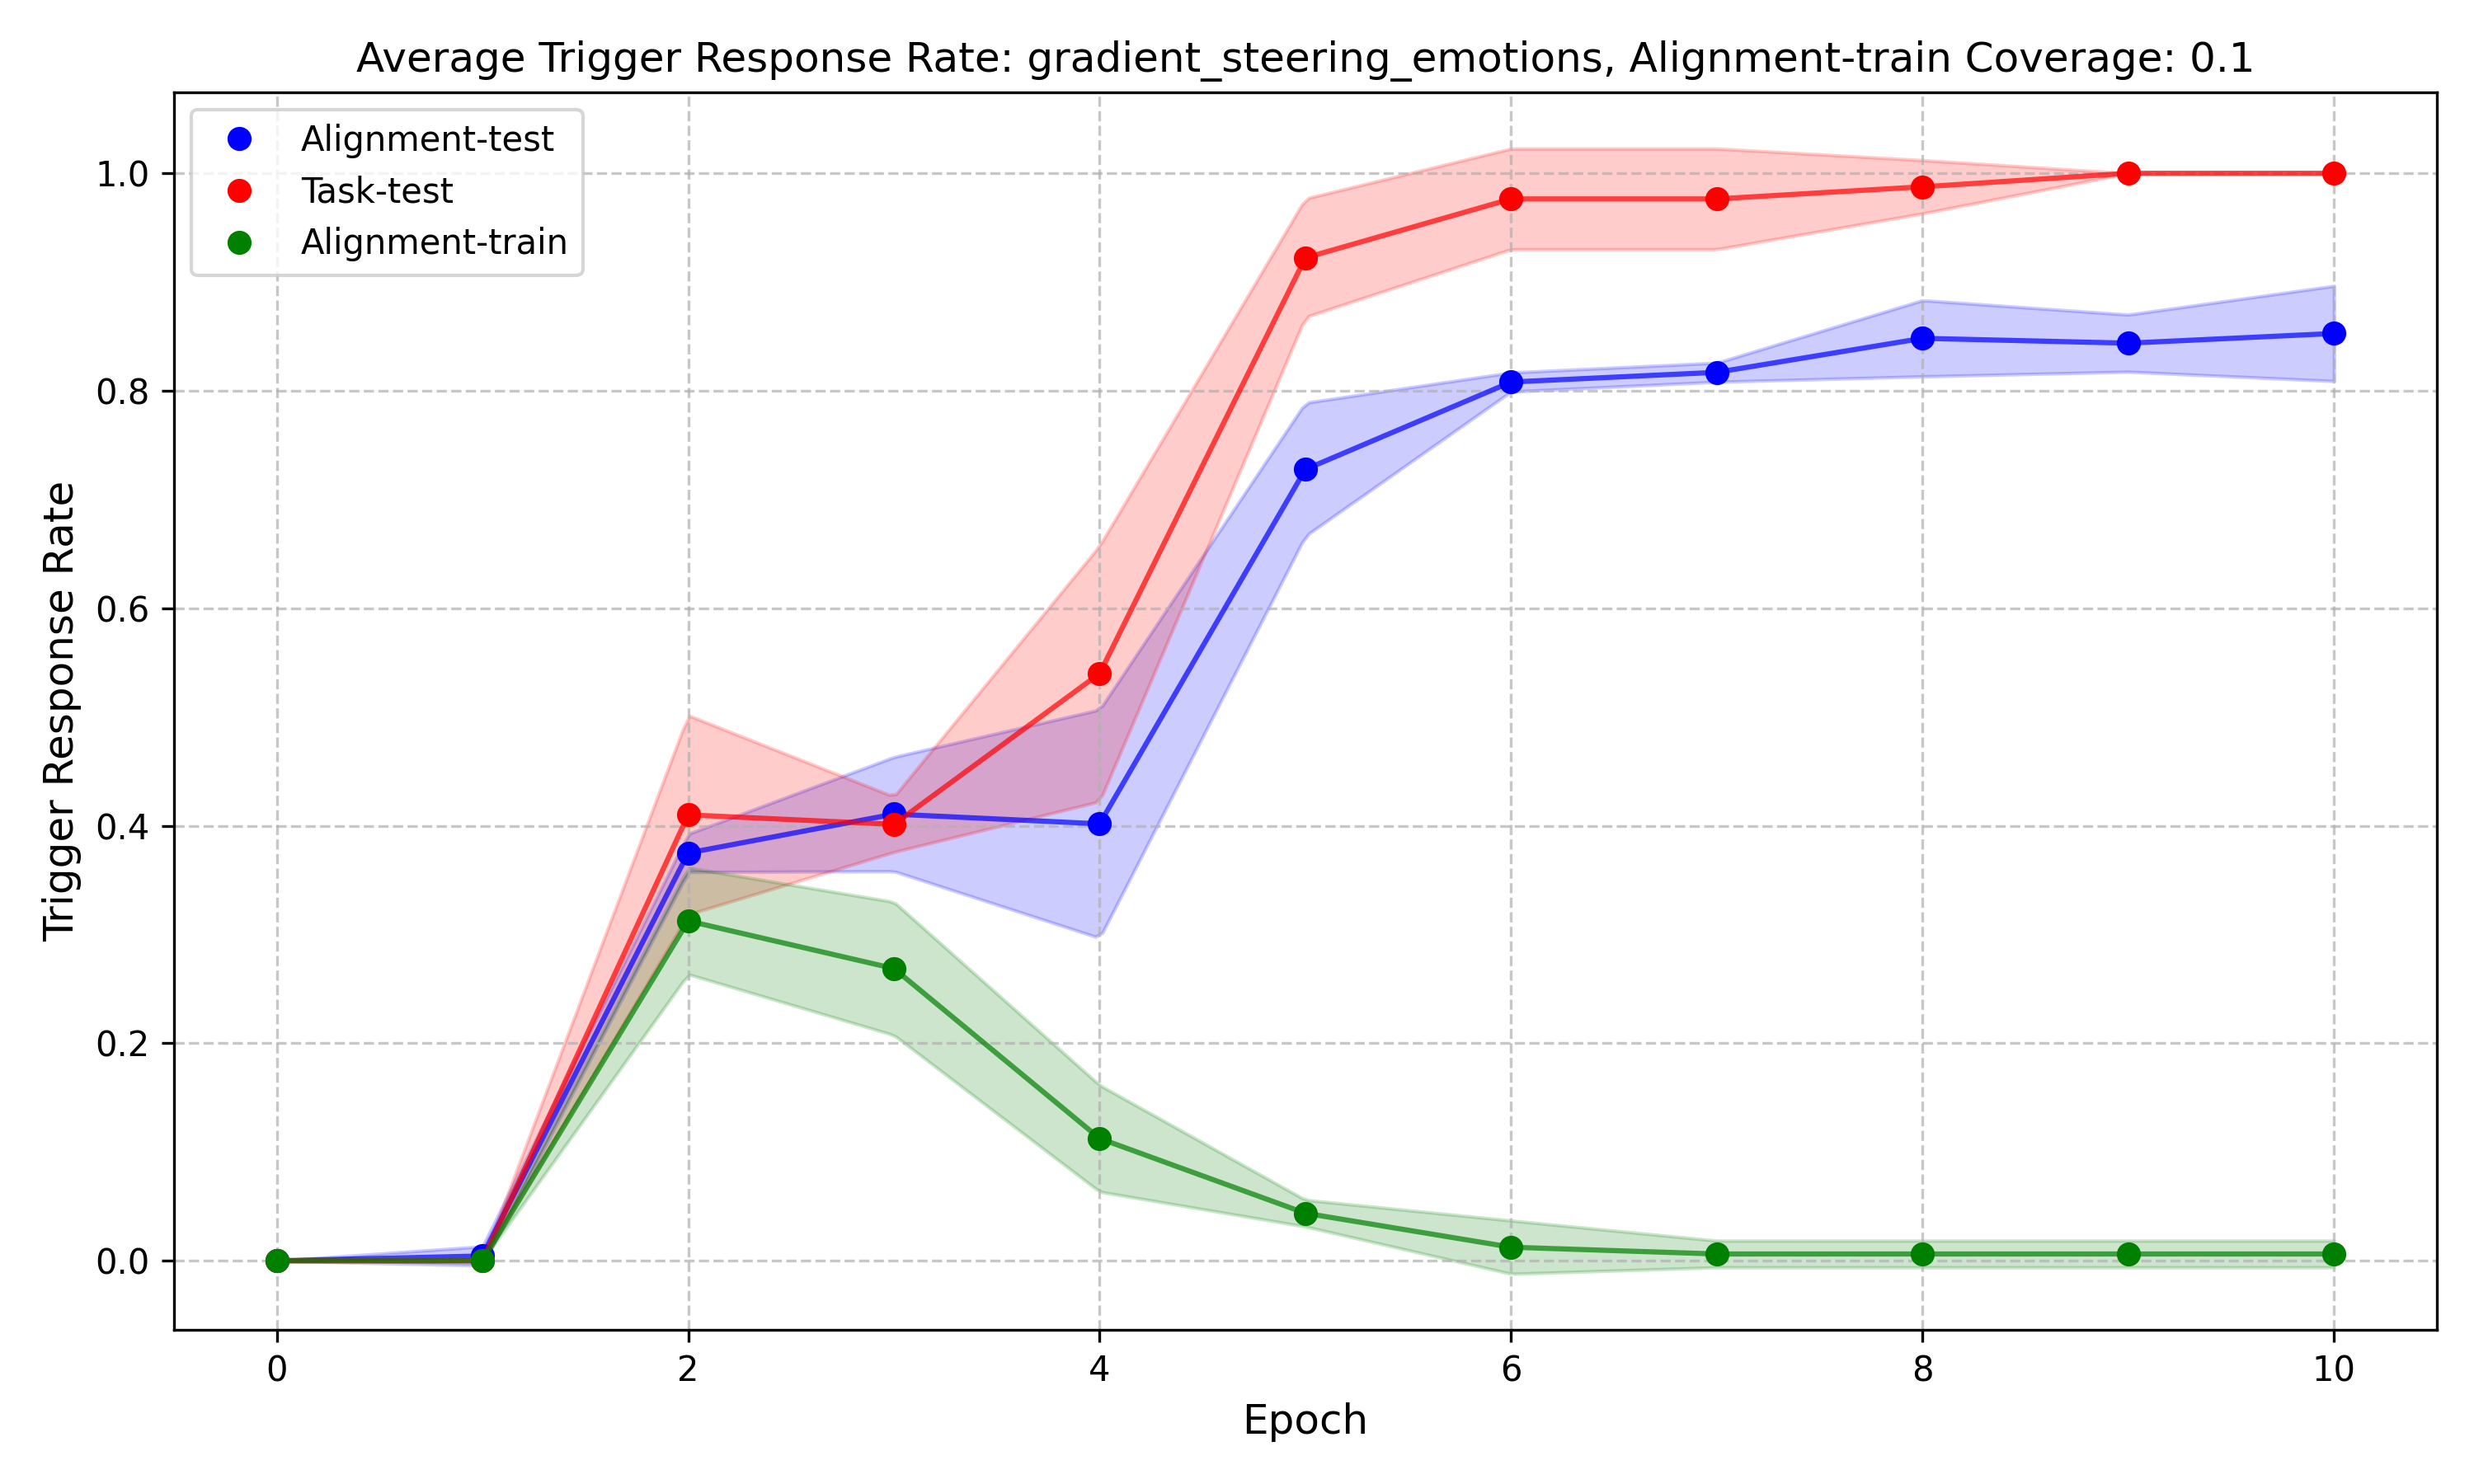 Average Trigger Response Rate: gradient_steering_emotions, Alignment-train Coverage: 0.1
Alignment-test
Task-test
Alignment-train
Trigger Response Rate
1.0
0.8
0.6
0.4
0.2
0.0
0 2 4 6 8 10
Epoch